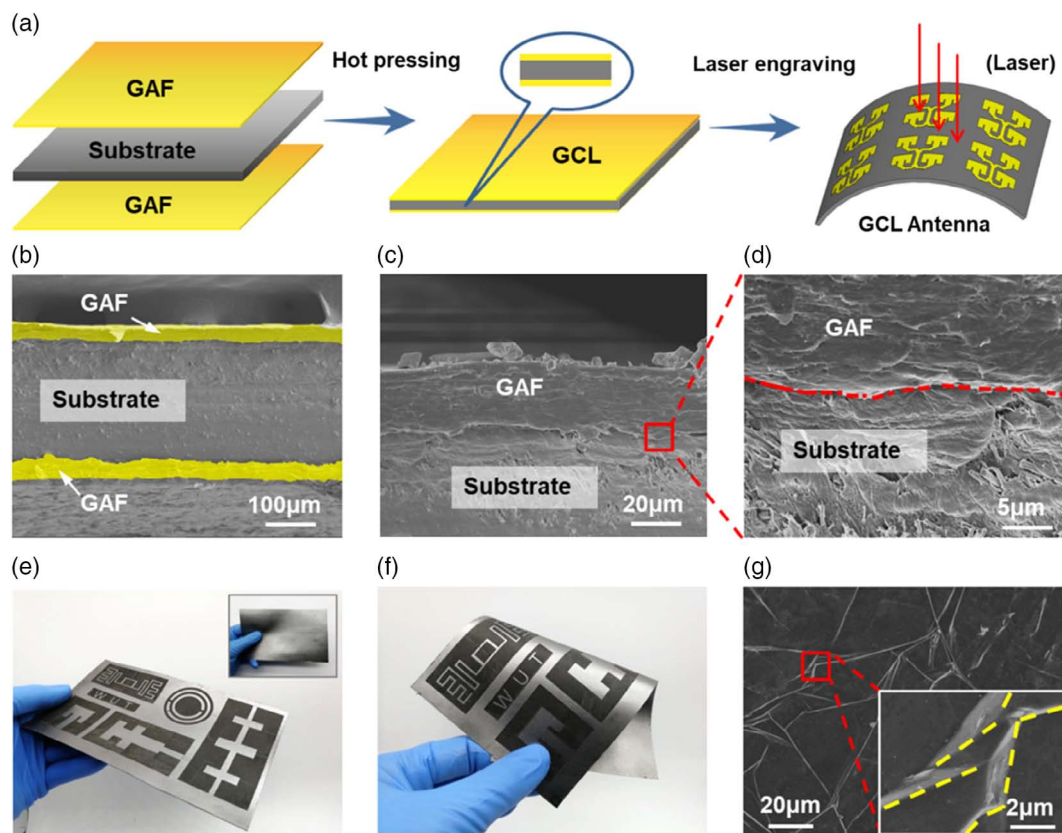 (a)
GAF
Substrate
GAF
Hot pressing
GCL
Laser engraving
(Laser)
GCL Antenna
(b)
GAF
Substrate
GAF
100μm
(c)
GAF
Substrate
20μm
(d)
GAF
Substrate
5μm
(e)
WUT
(f)
WUT
(g)
20μm
2μm